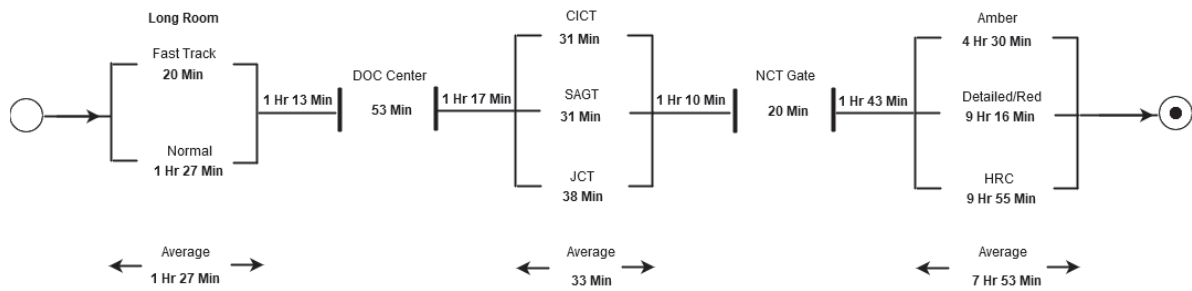 Long Room
Fast Track
20 Min
Normal
1 Hr 27 Min
Average
1 Hr 27 Min
1 Hr 13 Min
DOC Center
53 Min
1 Hr 17 Min
CICT
31 Min
SAGT
31 Min
JCT
38 Min
Average
33 Min
1 Hr 10 Min
NCT Gate
20 Min
1 Hr 43 Min
Amber
4 Hr 30 Min
Detailed/Red
9 Hr 16 Min
HRC
9 Hr 55 Min
Average
7 Hr 53 Min